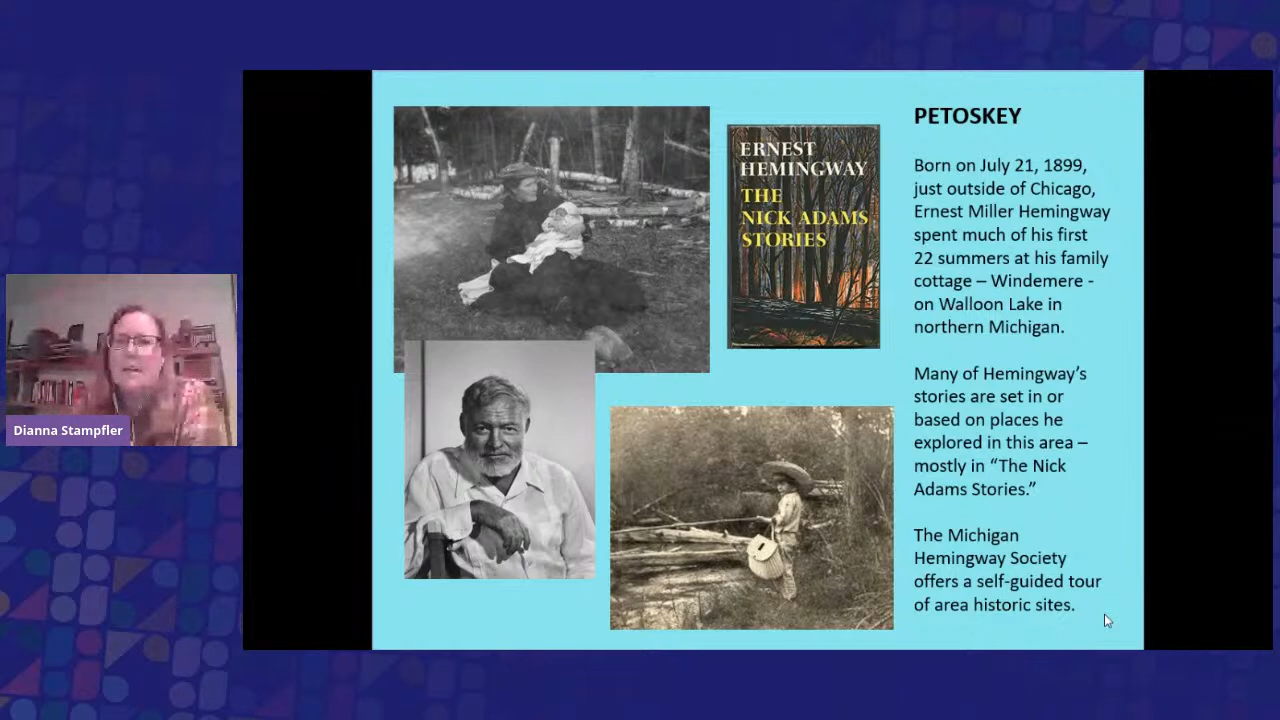 Dianna Stampfler
ERNEST
HEMINGWAY
THE
NICK ADAMS
STORIES
PETOSKEY
Born on July 21, 1899,
just outside of Chicago,
Ernest Miller Hemingway
spent much of his first
22 summers at his family
cottage – Windemere -
on Walloon Lake in
northern Michigan.
Many of Hemingway’s
stories are set in or
based on places he
explored in this area –
mostly in “The Nick
Adams Stories.”
The Michigan
Hemingway Society
offers a self-guided tour
of area historic sites.